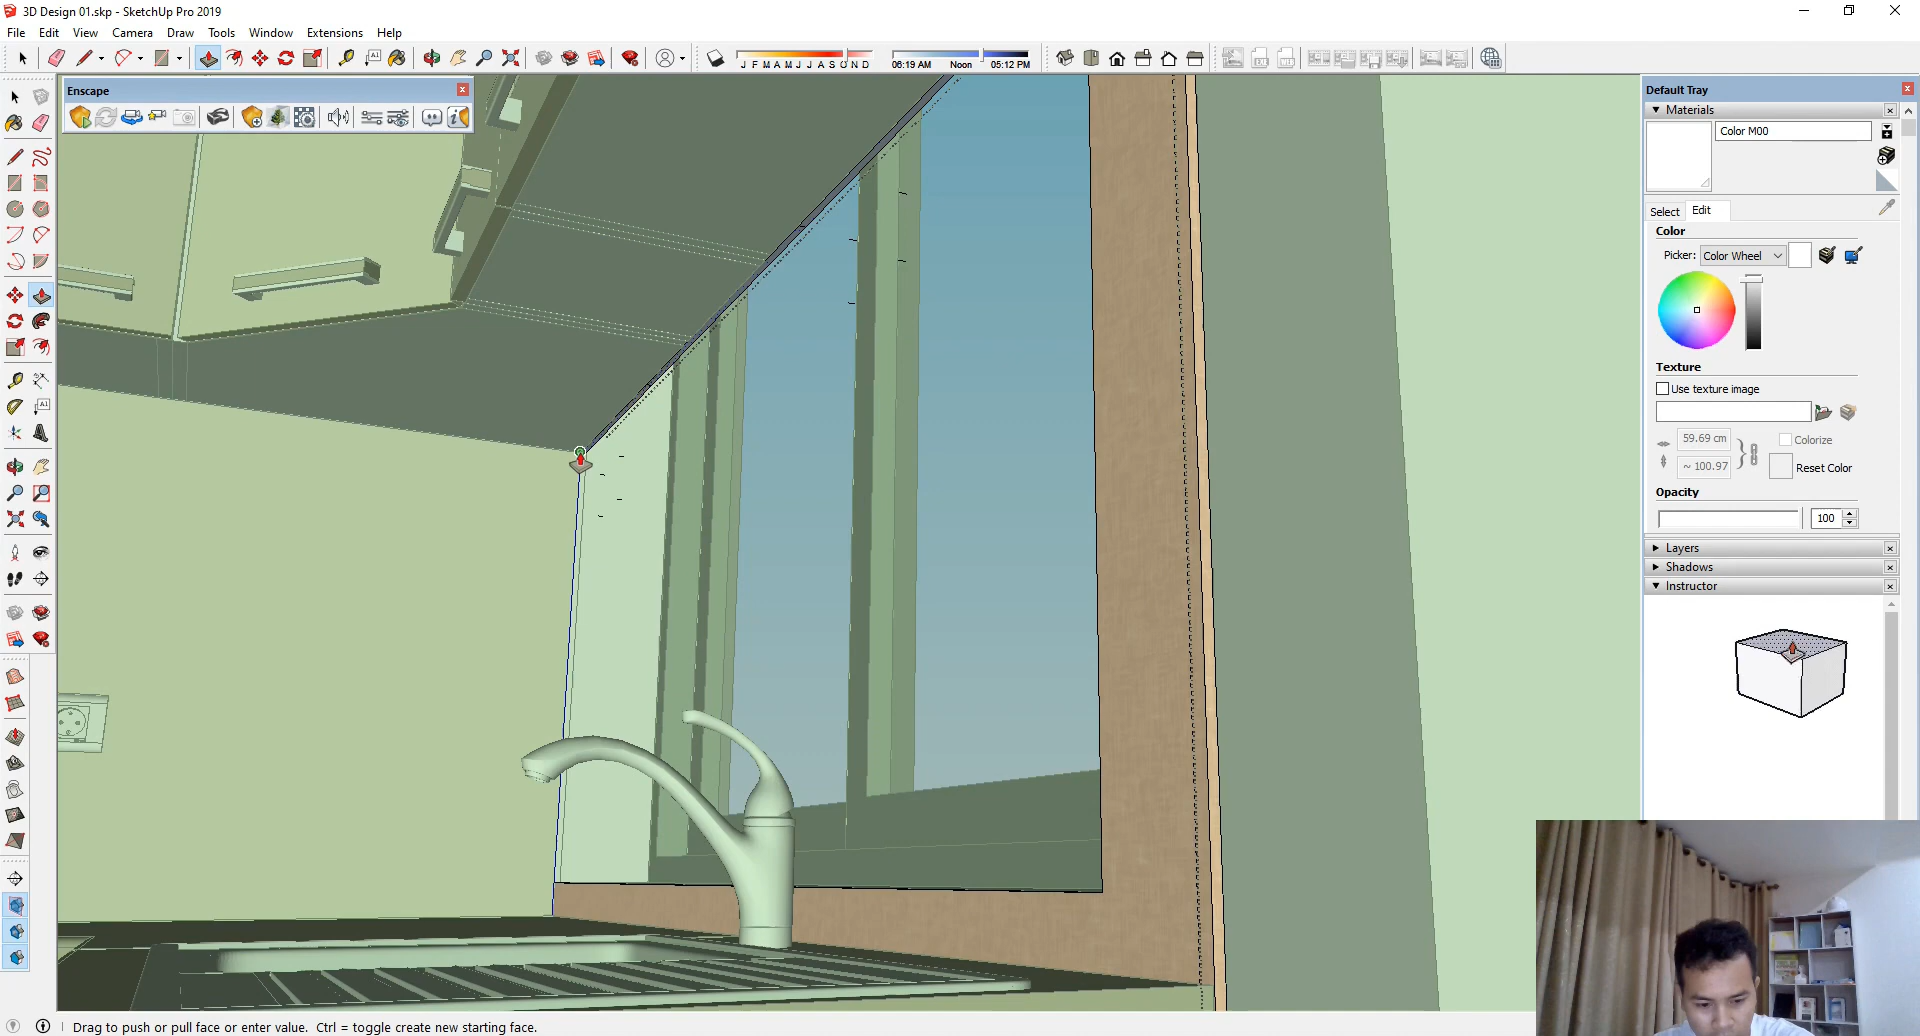 3D Design 01.skp - SketchUp Pro 2019
File Edit View Camera Draw Tools Window Extensions Help
J F M A M J J A S O N D
06:19 AM Noon 05:12 PM
Enscape
Default Tray
Materials
Color M00
Select Edit
Color
Picker: Color Wheel
Texture
Use texture image
59.69 cm
Colorize
~ 100.97
Reset Color
Opacity
100
Layers
Shadows
Instructor
Drag to push or pull face or enter value. Ctrl = toggle create new starting face.